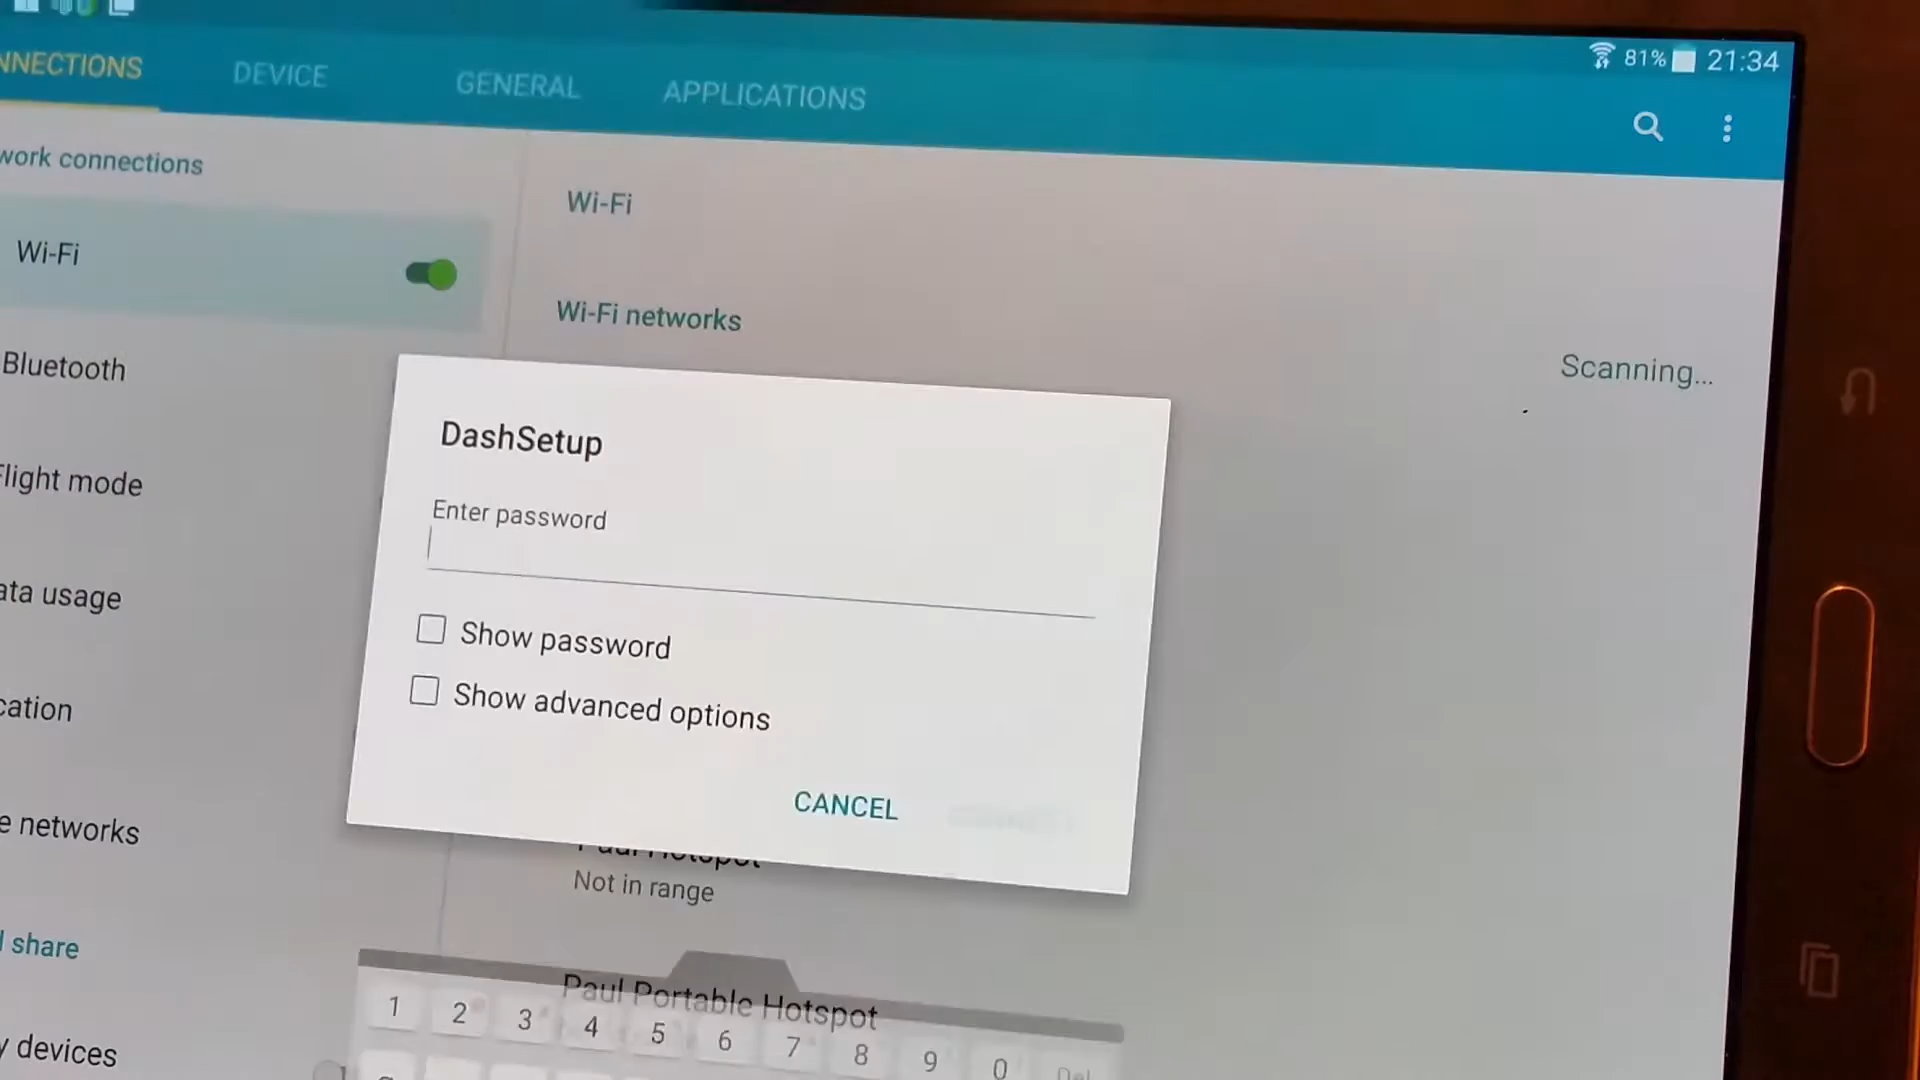 81% 21:34
NNECTIONS DEVICE GENERAL APPLICATIONS
work connections
Wi-Fi
Wi-Fi
Wi-Fi networks
Bluetooth
Scanning...
DashSetup
Flight mode
Enter password
ata usage
Show password
cation
Show advanced options
CANCEL
e networks
Paul Hotspot
Not in range
share
Paul Portable Hotspot
1 2 3 4 5 6 7 8 9 0 Del
y devices